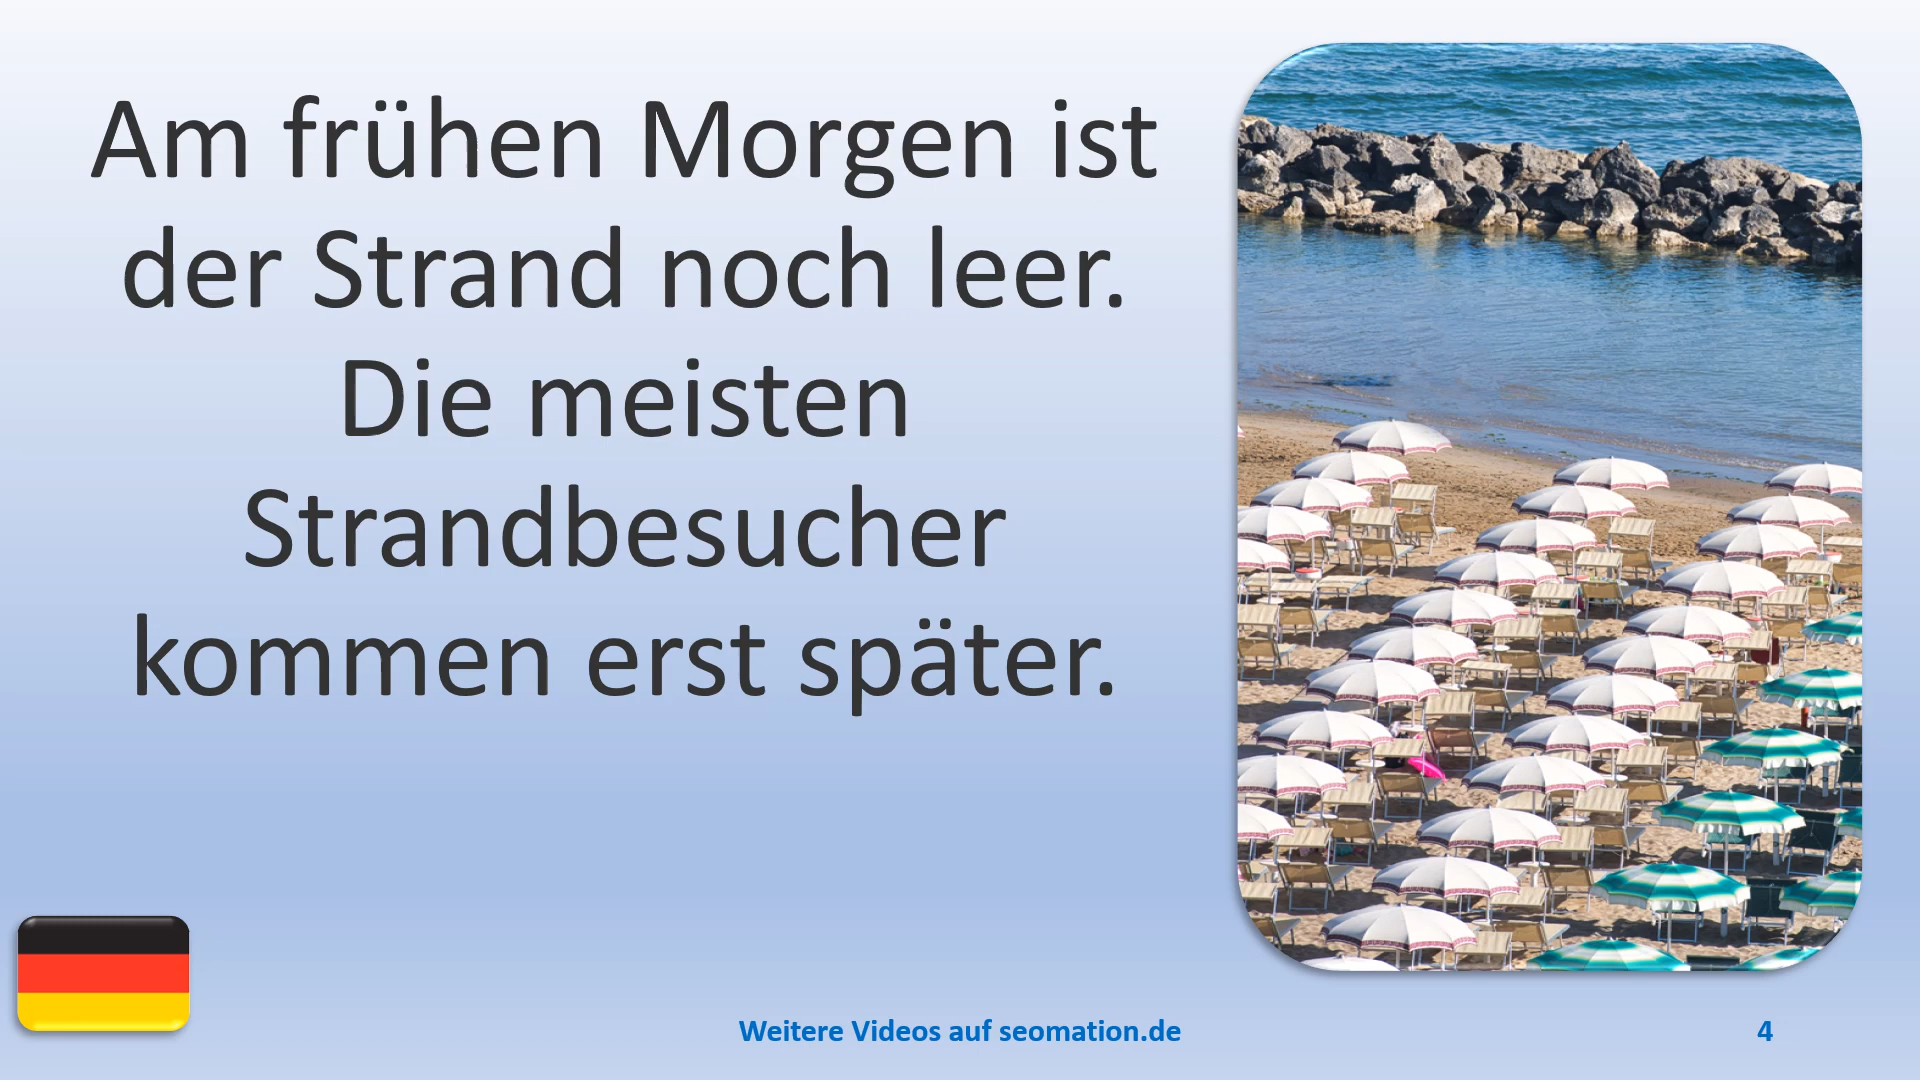 Am frühen Morgen ist
der Strand noch leer.
Die meisten
Strandbesucher
kommen erst später.
Weitere Videos auf seomation.de
4